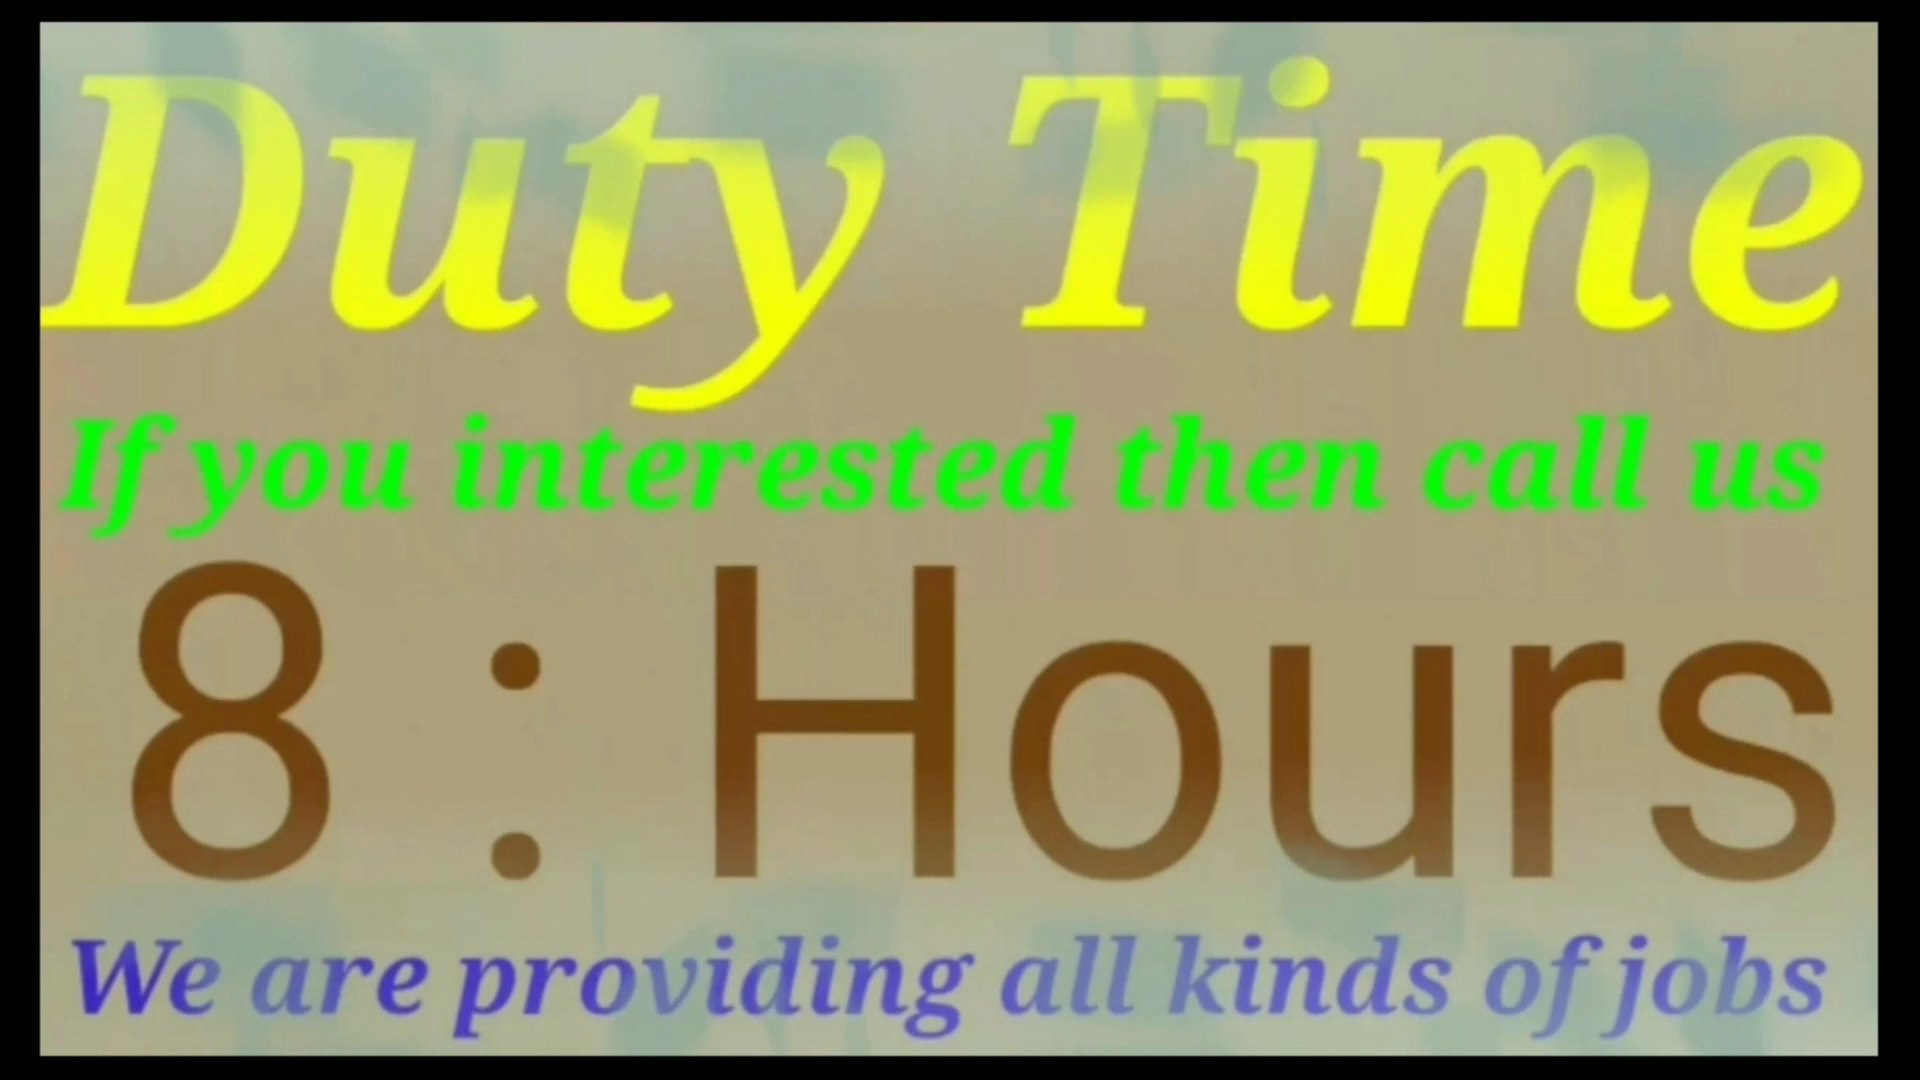 Duty Time
If you interested then call us
8 : Hours
We are providing all kinds of jobs